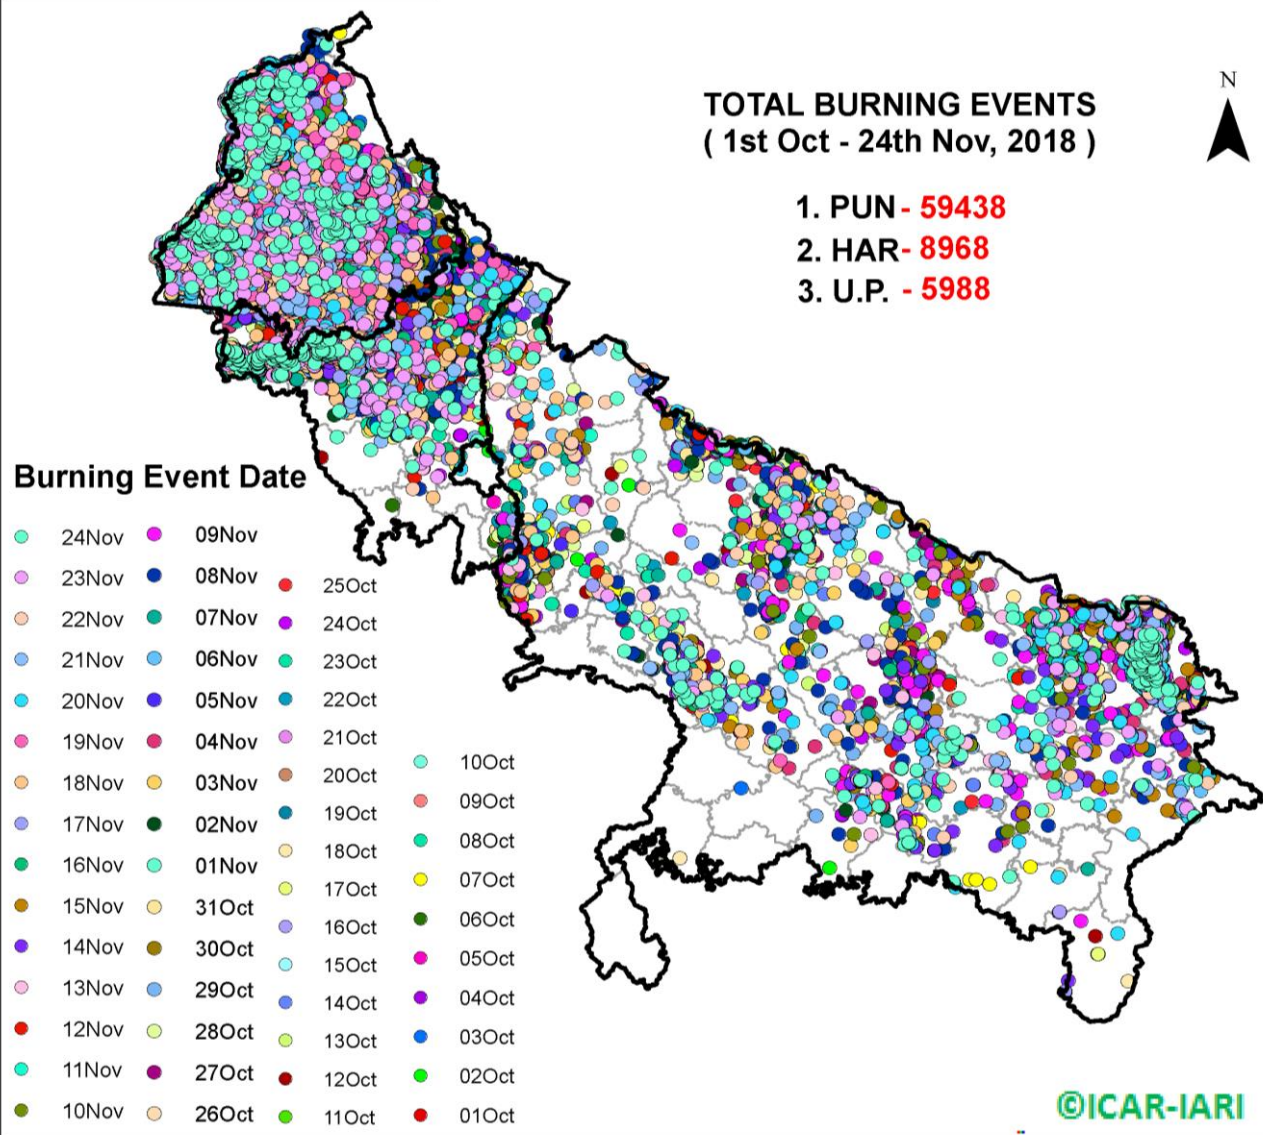 N
TOTAL BURNING EVENTS
( 1st Oct - 24th Nov, 2018 )
1. PUN - 59438
2. HAR- 8968
3. U.P. - 5988
Burning Event Date
24Nov
23Nov
22Nov
21Nov
20Nov
19Nov
18Nov
17Nov
16Nov
15Nov
14Nov
13Nov
12Nov
11Nov
10Nov
09Nov
08Nov
07Nov
06Nov
05Nov
04Nov
03Nov
02Nov
01Nov
31Oct
30Oct
29Oct
28Oct
27Oct
26Oct
25Oct
24Oct
23Oct
22Oct
21Oct
20Oct
19Oct
18Oct
17Oct
16Oct
15Oct
14Oct
13Oct
12Oct
11Oct
10Oct
09Oct
08Oct
07Oct
06Oct
05Oct
04Oct
03Oct
02Oct
01Oct
©ICAR-IARI